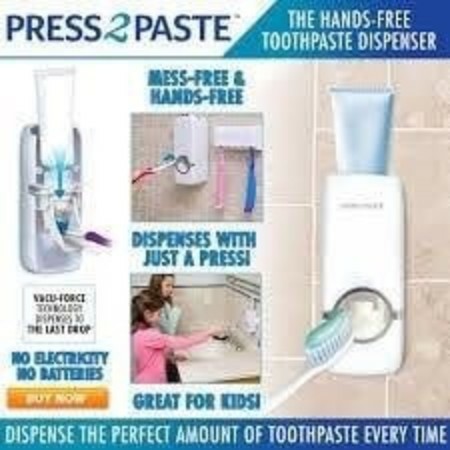 PRESS2PASTE™
THE HANDS-FREE
TOOTHPASTE DISPENSER
MESS-FREE &
HANDS-FREE
DISPENSES WITH
JUST A PRESS!
VACU-FORCE
TECHNOLOGY
DISPENSES TO
THE LAST DROP
NO ELECTRICITY
NO BATTERIES
BUY NOW
GREAT FOR KIDS!
DISPENSE THE PERFECT AMOUNT OF TOOTHPASTE EVERY TIME